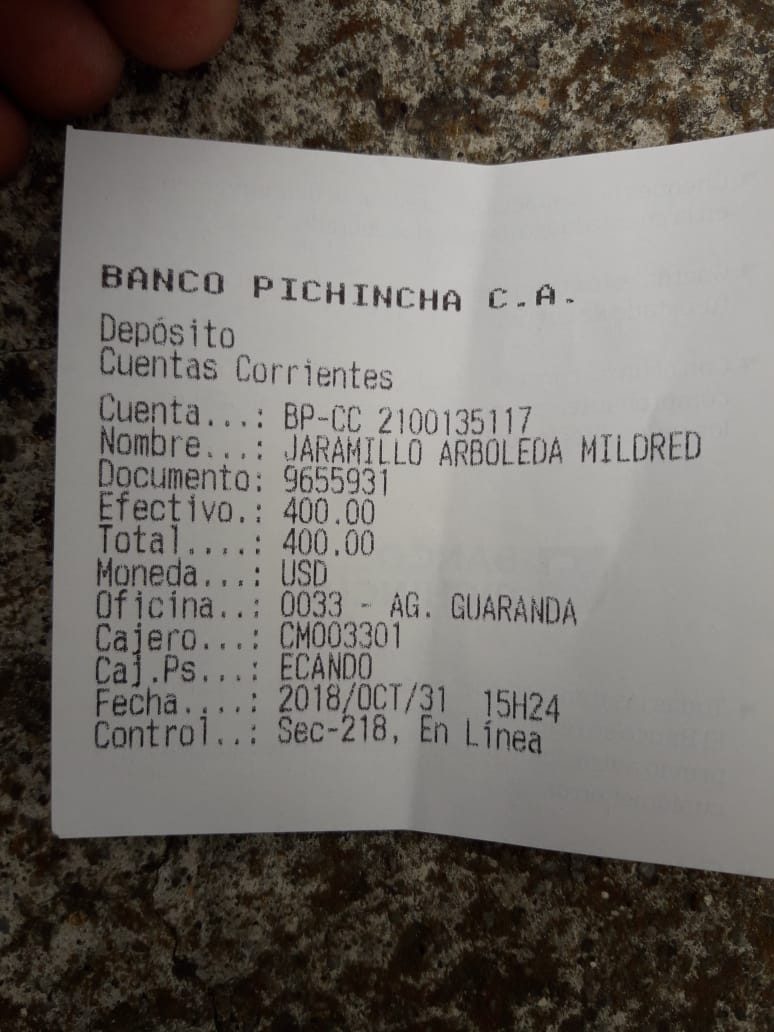 BANCO PICHINCHA C.A.
Depósito
Cuentas Corrientes
Cuenta...: BP-CC 2100135117
Nombre...: JARAMILLO ARBOLEDA MILDRED
Documento: 9655931
Efectivo.: 400.00
Total....: 400.00
Moneda...: USD
Oficina..: 0033 - AG. GUARANDA
Cajero...: CM003301
Caj.Ps...: ECANDO
Fecha....: 2018/OCT/31 15H24
Control..: Sec-218, En Línea